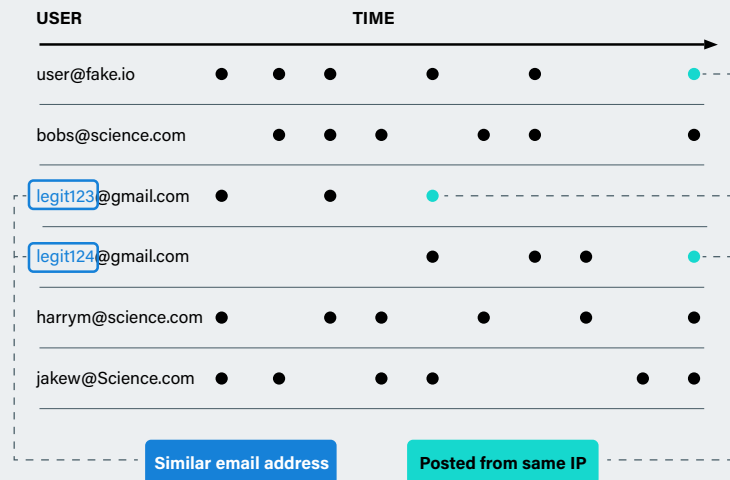 USER TIME
user@fake.io
bobs@science.com
legit123@gmail.com
legit124@gmail.com
harrym@science.com
jakew@Science.com
Similar email address Posted from same IP